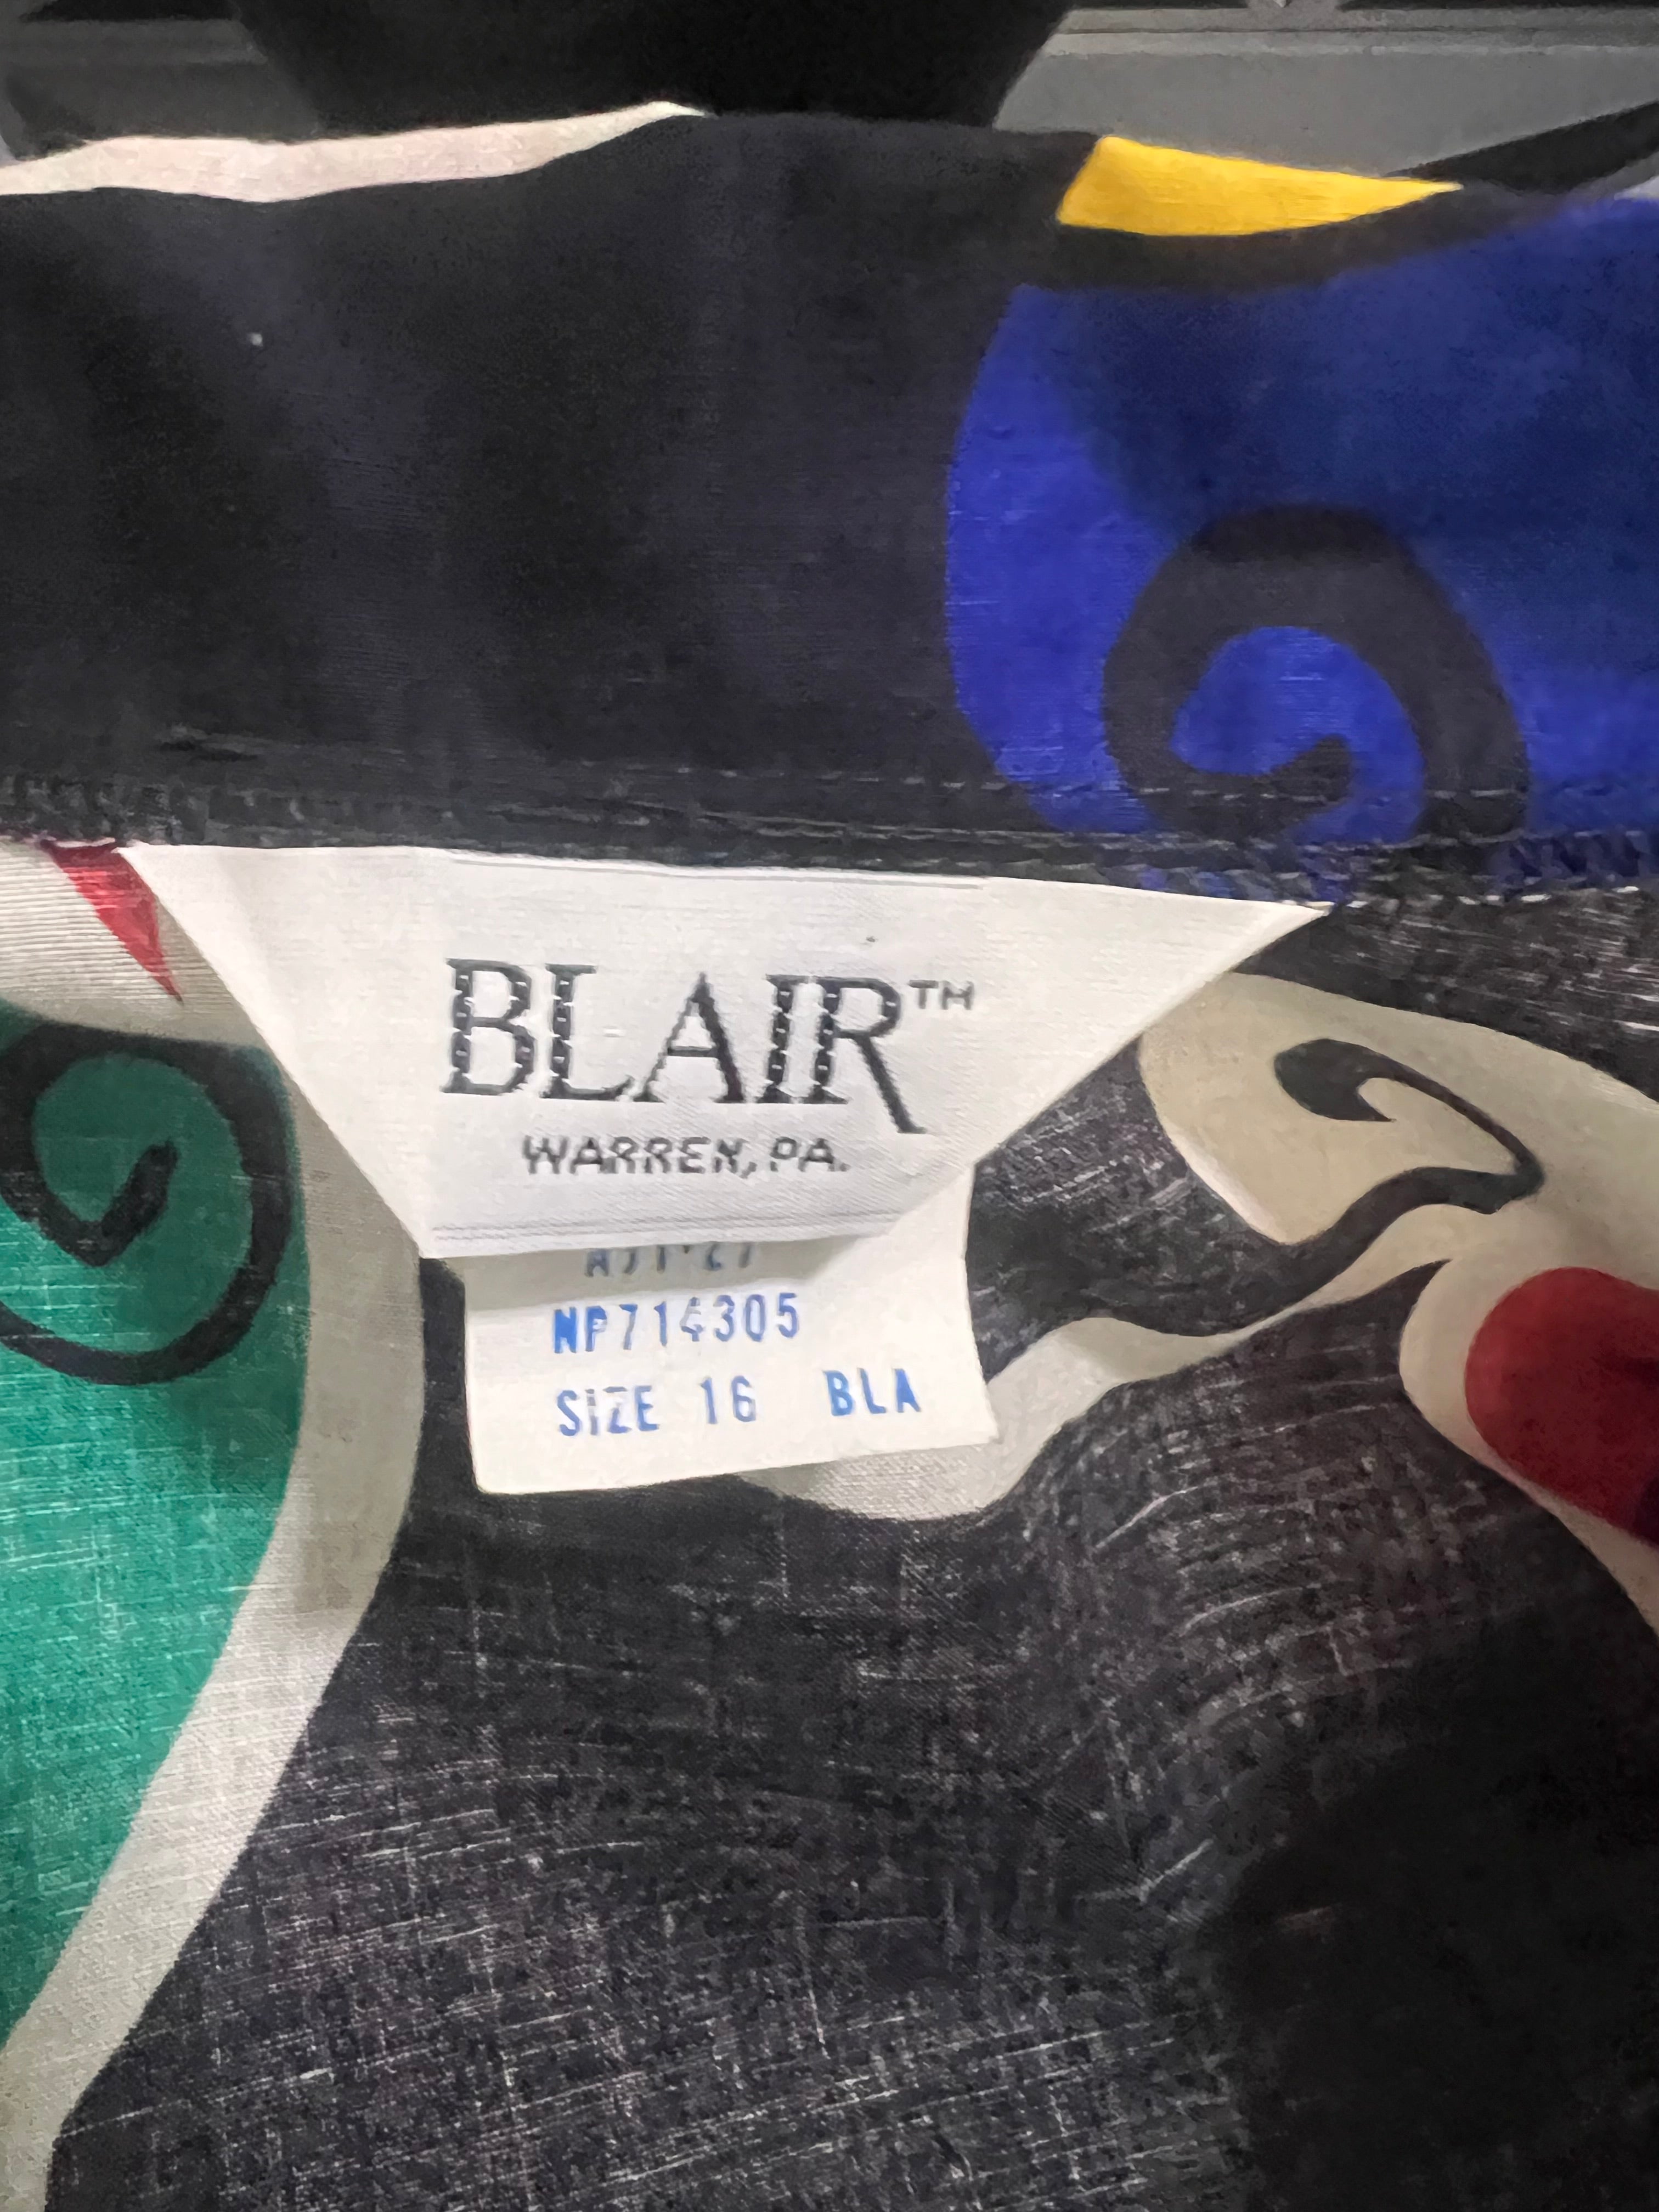 BLAIR™
WARREN, PA.
NP714305
SIZE 16 BLA